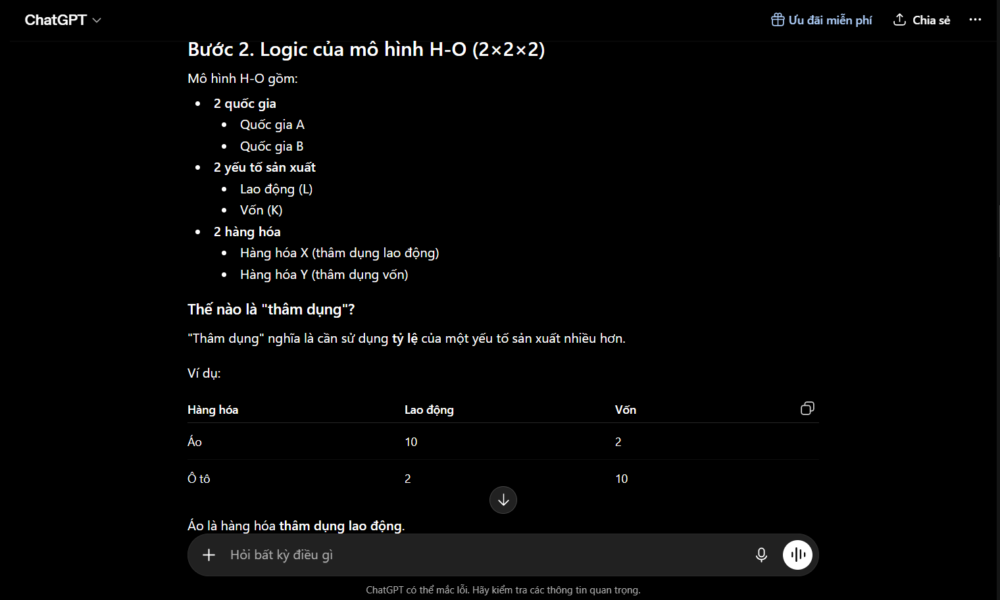 ChatGPT
Ưu đãi miễn phí
Chia sẻ
Bước 2. Logic của mô hình H-O (2×2×2)
Mô hình H-O gồm:
2 quốc gia
Quốc gia A
Quốc gia B
2 yếu tố sản xuất
Lao động (L)
Vốn (K)
2 hàng hóa
Hàng hóa X (thâm dụng lao động)
Hàng hóa Y (thâm dụng vốn)
Thế nào là "thâm dụng"?
"Thâm dụng" nghĩa là cần sử dụng tỷ lệ của một yếu tố sản xuất nhiều hơn.
Ví dụ:
Hàng hóa Lao động Vốn
Áo 10 2
Ô tô 2 10
Áo là hàng hóa thâm dụng lao động.
Hỏi bất kỳ điều gì
ChatGPT có thể mắc lỗi. Hãy kiểm tra các thông tin quan trọng.